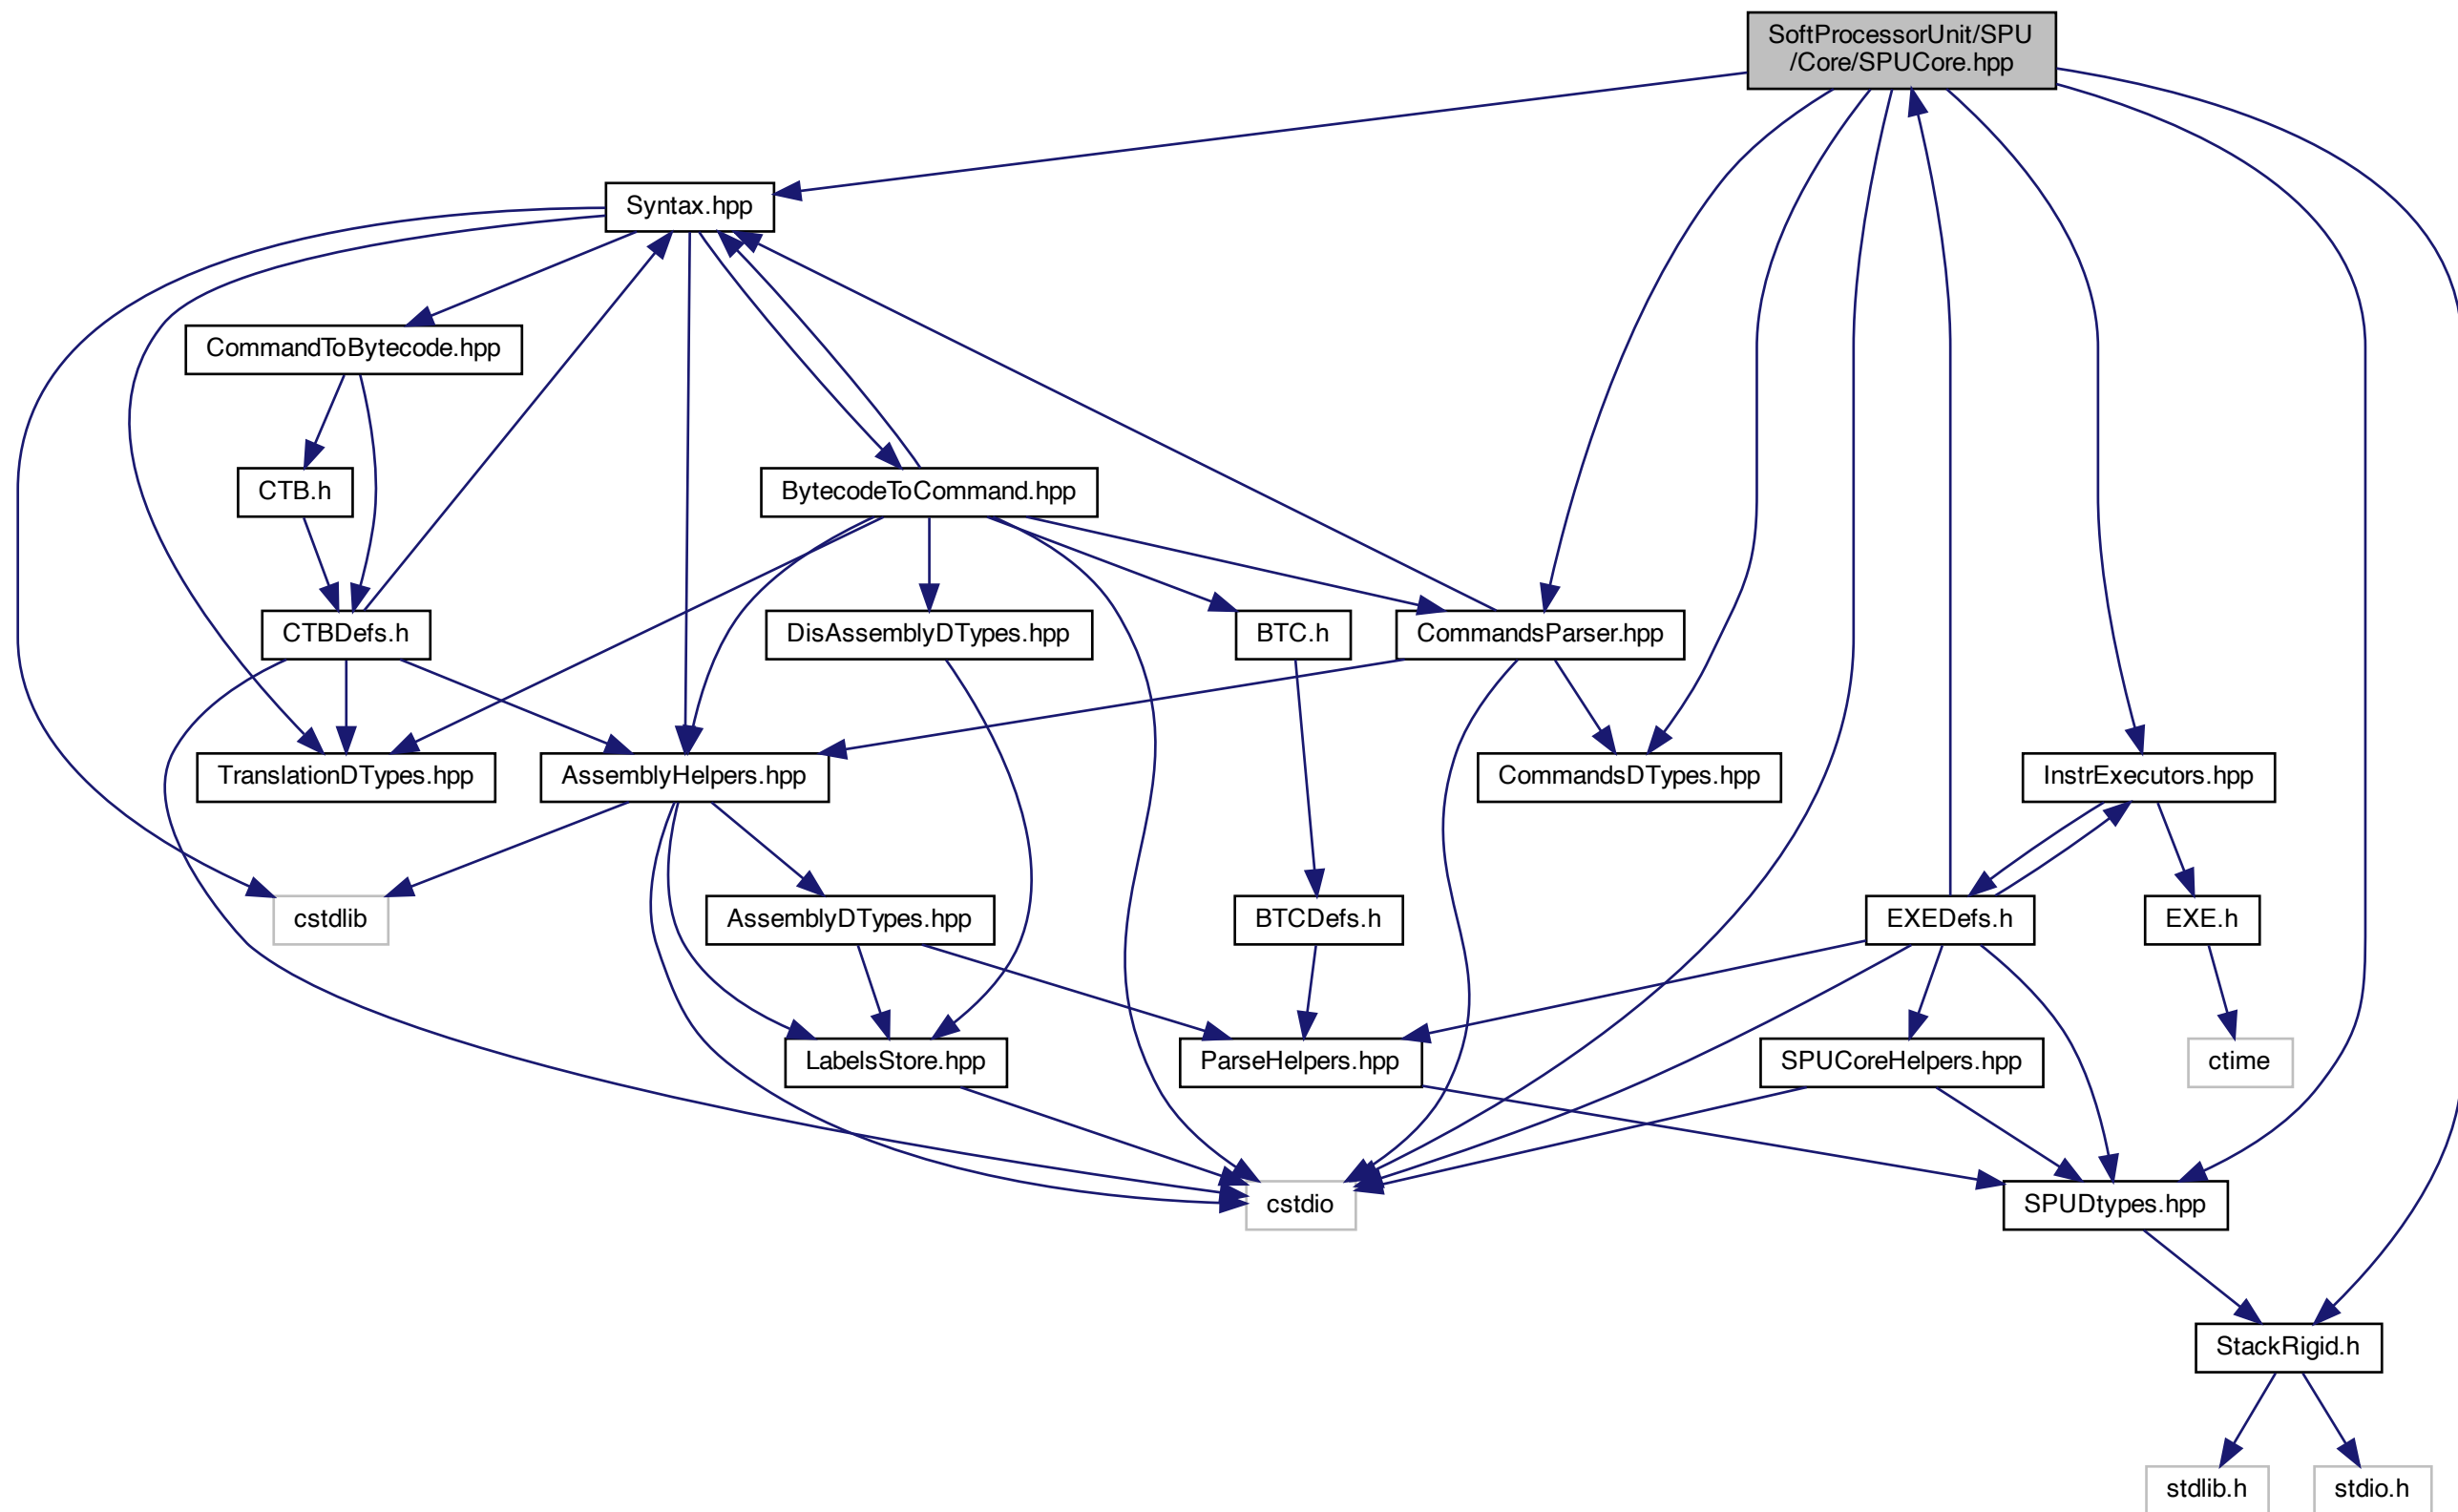 SoftProcessorUnit/SPU
/Core/SPUCore.hpp
Syntax.hpp
CommandToBytecode.hpp
CTB.h
BytecodeToCommand.hpp
CTBDefs.h
DisAssemblyDTypes.hpp
BTC.h
CommandsParser.hpp
TranslationDTypes.hpp
AssemblyHelpers.hpp
CommandsDTypes.hpp
InstrExecutors.hpp
cstdlib
AssemblyDTypes.hpp
BTCDefs.h
EXEDefs.h
EXE.h
LabelsStore.hpp
ParseHelpers.hpp
SPUCoreHelpers.hpp
ctime
cstdio
SPUDtypes.hpp
StackRigid.h
stdlib.h
stdio.h